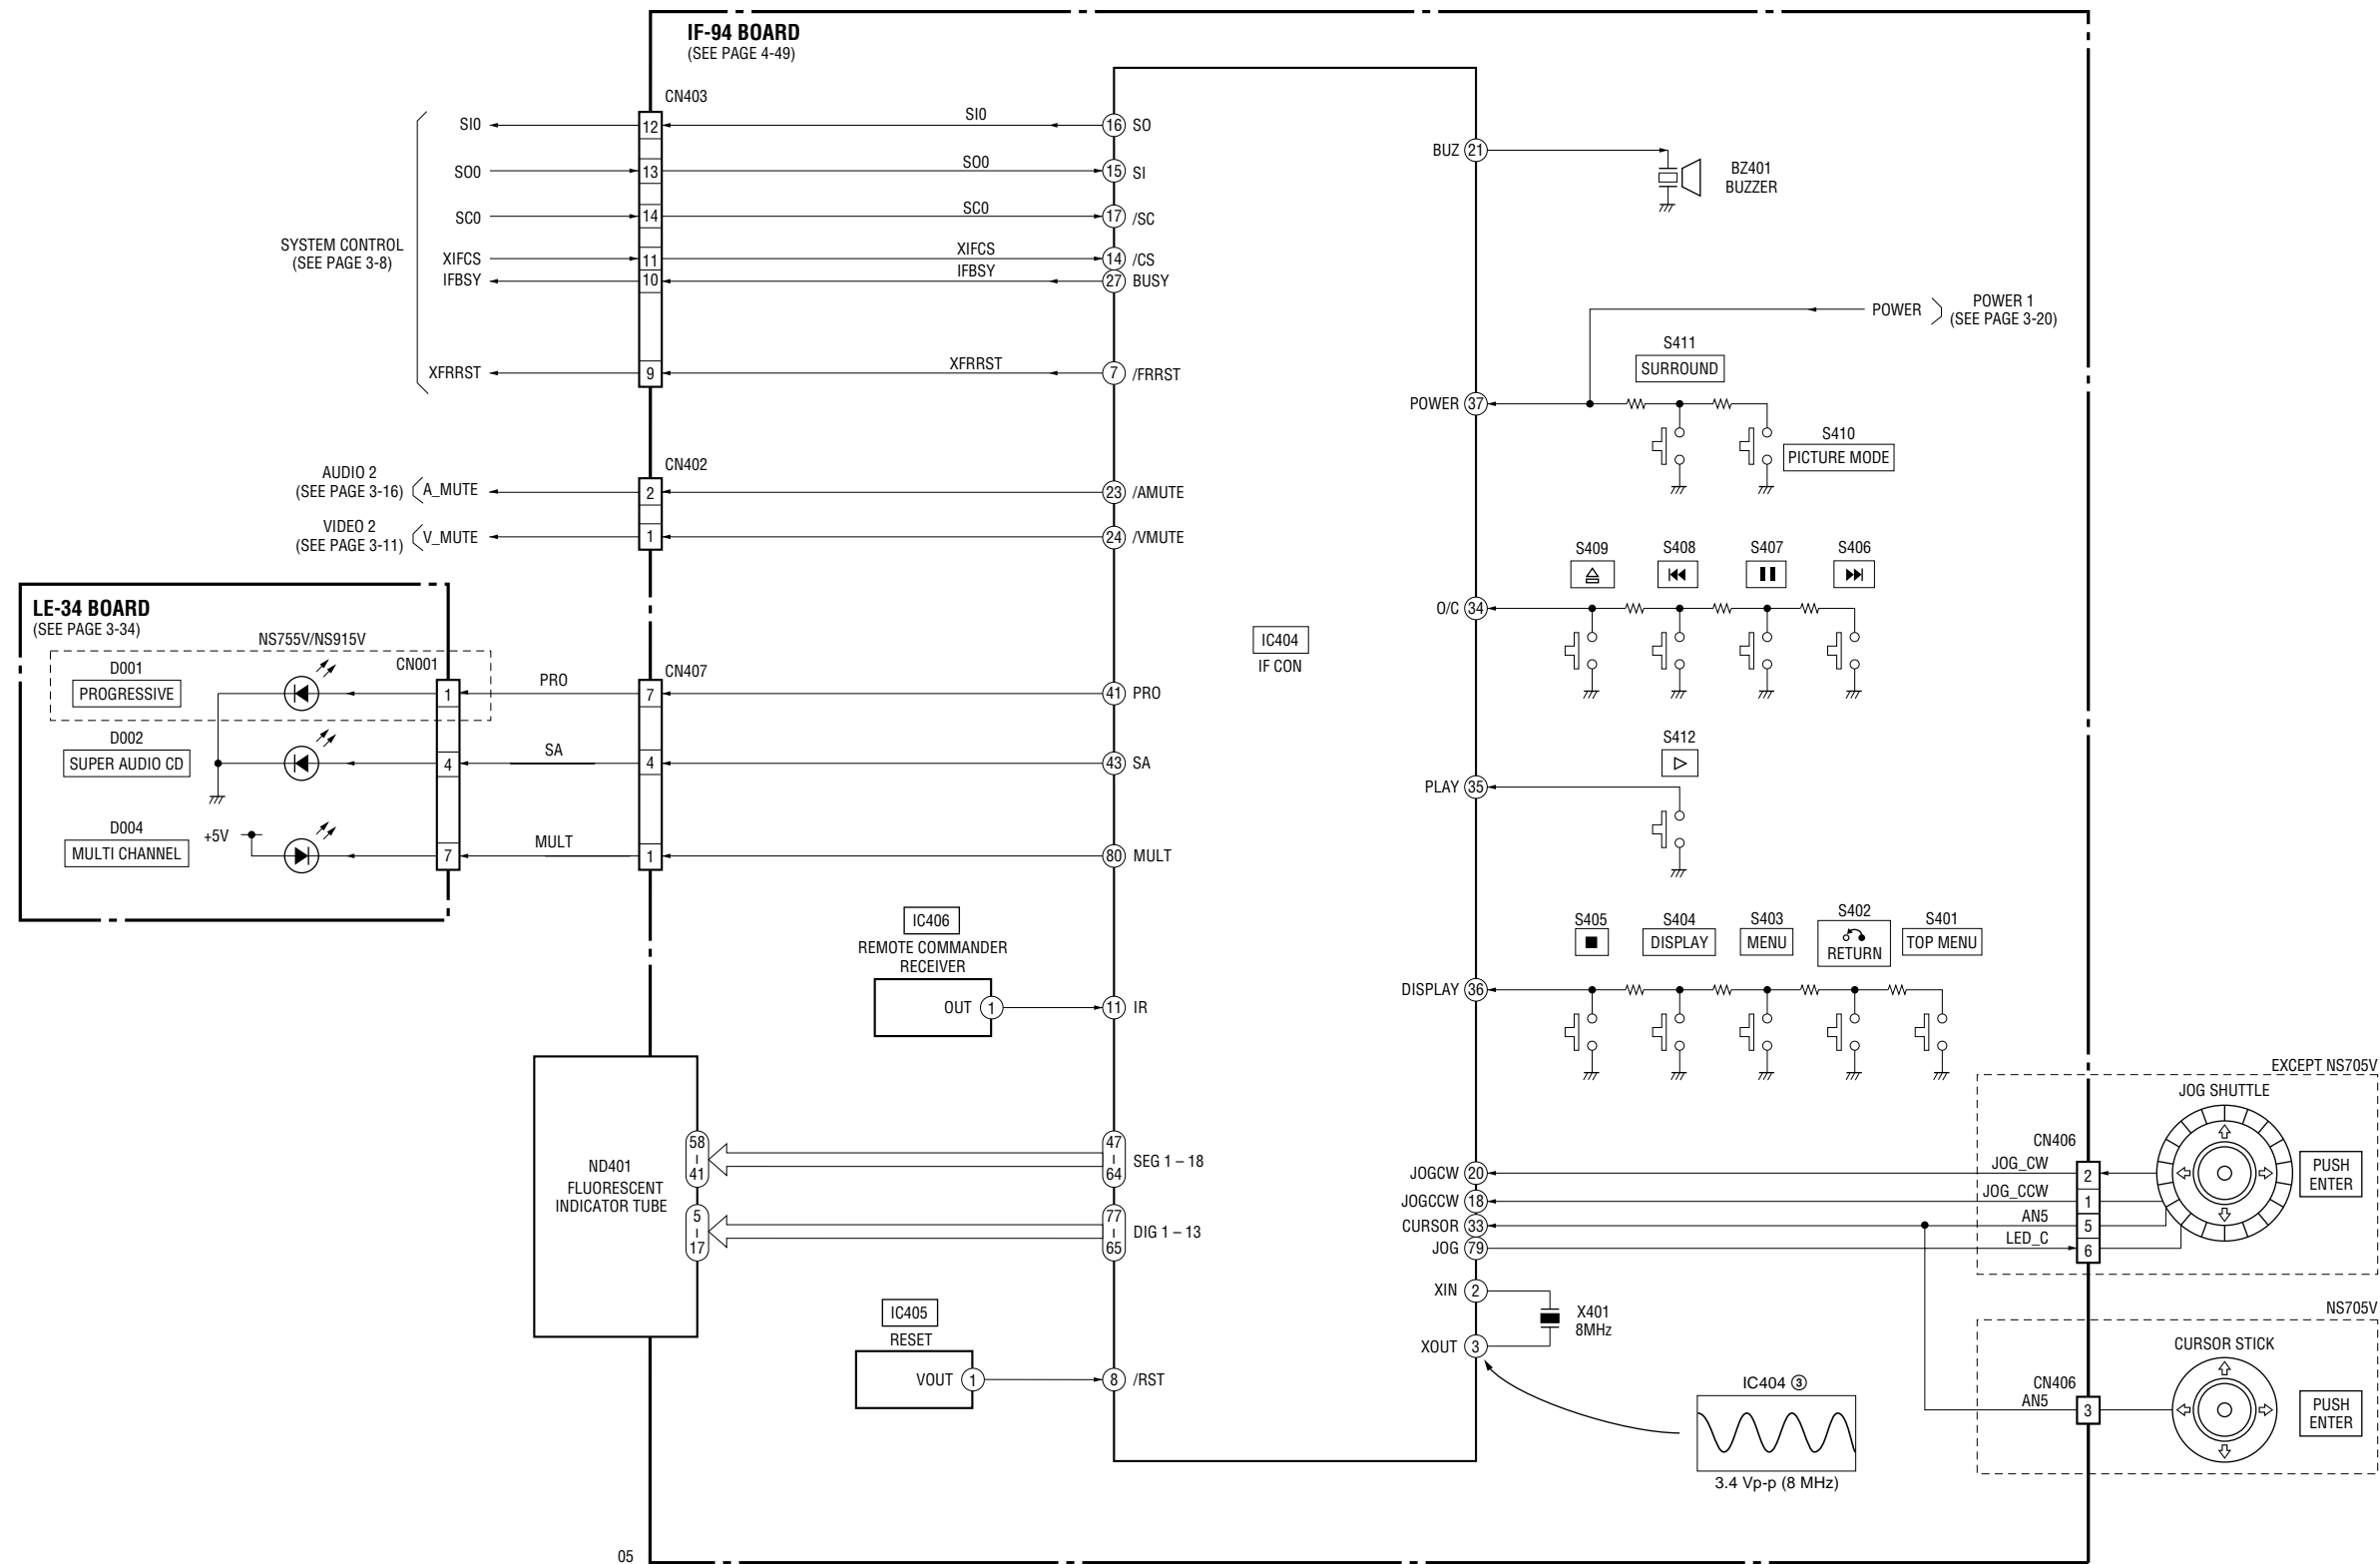 IF-94 BOARD
(SEE PAGE 4-49)
CN403
SI0
12
SI0
16 SO
SO0
13
SO0
15 SI
SC0
14
SC0
17 /SC
SYSTEM CONTROL
(SEE PAGE 3-8)
XIFCS
11
XIFCS
14 /CS
IFBSY
10
IFBSY
27 BUSY
XFRRST
9
XFRRST
7 /FRRST
AUDIO 2
(SEE PAGE 3-16)
A_MUTE
CN402
2
23 /AMUTE
VIDEO 2
(SEE PAGE 3-11)
V_MUTE
1
24 /VMUTE
LE-34 BOARD
(SEE PAGE 3-34)
NS755V/NS915V
D001
PROGRESSIVE
CN001
1
PRO
CN407
7
41 PRO
D002
SUPER AUDIO CD
4
SA
4
43 SA
D004
MULTI CHANNEL
+5V
7
MULT
1
80 MULT
IC406
REMOTE COMMANDER
RECEIVER
OUT 1
11 IR
ND401
FLUORESCENT
INDICATOR TUBE
58
41
47
64
SEG 1 – 18
5
17
77
65
DIG 1 – 13
IC405
RESET
VOUT 1
8 /RST
IC404
IF CON
BUZ 21
BZ401
BUZZER
POWER
POWER 1
(SEE PAGE 3-20)
S411
SURROUND
POWER 37
S410
PICTURE MODE
S409
S408
S407
S406
O/C 34
S412
PLAY 35
S405
S404
DISPLAY
S403
MENU
S402
RETURN
S401
TOP MENU
DISPLAY 36
EXCEPT NS705V
JOG SHUTTLE
CN406
JOGCW 20
JOG_CW
2
JOGCCW 18
JOG_CCW
1
CURSOR 33
AN5
5
JOG 79
LED_C
6
PUSH
ENTER
XIN 2
X401
8MHz
XOUT 3
NS705V
CURSOR STICK
CN406
AN5
3
PUSH
ENTER
IC404 ③
3.4 Vp-p (8 MHz)
05